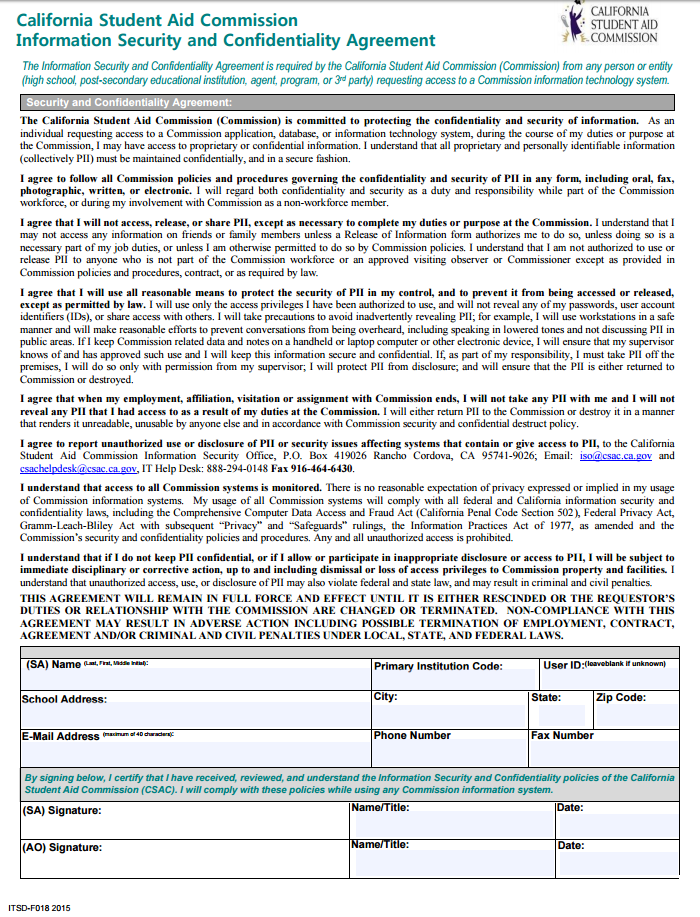 California Student Aid Commission
Information Security and Confidentiality Agreement
CALIFORNIA
STUDENT AID
COMMISSION
The Information Security and Confidentiality Agreement is required by the California Student Aid Commission (Commission) from any person or entity
(high school, post-secondary educational institution, agent, program, or 3rd party) requesting access to a Commission information technology system.
Security and Confidentiality Agreement:
The California Student Aid Commission (Commission) is committed to protecting the confidentiality and security of information. As an
individual requesting access to a Commission application, database, or information technology system, during the course of my duties or purpose at
the Commission, I may have access to proprietary or confidential information. I understand that all proprietary and personally identifiable information
(collectively PII) must be maintained confidentially, and in a secure fashion.
I agree to follow all Commission policies and procedures governing the confidentiality and security of PII in any form, including oral, fax,
photographic, written, or electronic. I will regard both confidentiality and security as a duty and responsibility while part of the Commission
workforce, or during my involvement with Commission as a non-workforce member.
I agree that I will not access, release, or share PII, except as necessary to complete my duties or purpose at the Commission. I understand that I
may not access any information on friends or family members unless a Release of Information form authorizes me to do so, unless doing so is a
necessary part of my job duties, or unless I am otherwise permitted to do so by Commission policies. I understand that I am not authorized to use or
release PII to anyone who is not part of the Commission workforce or an approved visiting observer or Commissioner except as provided in
Commission policies and procedures, contract, or as required by law.
I agree that I will use all reasonable means to protect the security of PII in my control, and to prevent it from being accessed or released,
except as permitted by law. I will use only the access privileges I have been authorized to use, and will not reveal any of my passwords, user account
identifiers (IDs), or share access with others. I will take precautions to avoid inadvertently revealing PII; for example, I will use workstations in a safe
manner and will make reasonable efforts to prevent conversations from being overheard, including speaking in lowered tones and not discussing PII in
public areas. If I keep Commission related data and notes on a handheld or laptop computer or other electronic device, I will ensure that my supervisor
knows of and has approved such use and I will keep this information secure and confidential. If, as part of my responsibility, I must take PII off the
premises, I will do so only with permission from my supervisor; I will protect PII from disclosure; and will ensure that the PII is either returned to
Commission or destroyed.
I agree that when my employment, affiliation, visitation or assignment with Commission ends, I will not take any PII with me and I will not
reveal any PII that I had access to as a result of my duties at the Commission. I will either return PII to the Commission or destroy it in a manner
that renders it unreadable, unusable by anyone else and in accordance with Commission security and confidential destruct policy.
I agree to report unauthorized use or disclosure of PII or security issues affecting systems that contain or give access to PII, to the California
Student Aid Commission Information Security Office, P.O. Box 419026 Rancho Cordova, CA 95741-9026; Email: iso@csac.ca.gov and
csachelpdesk@csac.ca.gov, IT Help Desk: 888-294-0148 Fax 916-464-6430.
I understand that access to all Commission systems is monitored. There is no reasonable expectation of privacy expressed or implied in my usage
of Commission information systems. My usage of all Commission Systems will comply with all federal and California information security and
confidentiality laws, including the Comprehensive Computer Data Access and Fraud Act (California Penal Code Section 502), Federal Privacy Act,
Gramm-Leach-Bliley Act with subsequent “Privacy” and “Safeguards” rulings, the Information Practices Act of 1977, as amended and the
Commission’s security and confidentiality policies and procedures. Any and all unauthorized access is prohibited.
I understand that if I do not keep PII confidential, or if I allow or participate in inappropriate disclosure or access to PII, I will be subject to
immediate disciplinary or corrective action, up to and including dismissal or loss of access privileges to Commission property and facilities. I
understand that unauthorized access, use, or disclosure of PII may also violate federal and state law, and may result in criminal and civil penalties.
THIS AGREEMENT WILL REMAIN IN FULL FORCE AND EFFECT UNTIL IT IS EITHER RESCINDED OR THE REQUESTOR’S
DUTIES OR RELATIONSHIP WITH THE COMMISSION ARE CHANGED OR TERMINATED. NON-COMPLIANCE WITH THIS
AGREEMENT MAY RESULT IN ADVERSE ACTION INCLUDING POSSIBLE TERMINATION OF EMPLOYMENT, CONTRACT,
AGREEMENT AND/OR CRIMINAL AND CIVIL PENALTIES UNDER LOCAL, STATE, AND FEDERAL LAWS.
(SA) Name (Last, First, Middle Initial): Primary Institution Code: User ID:(leaveblank if unknown)
School Address: City: State: Zip Code:
E-Mail Address (maximum of 40 characters): Phone Number Fax Number
By signing below, I certify that I have received, reviewed, and understand the Information Security and Confidentiality policies of the California
Student Aid Commission (CSAC). I will comply with these policies while using any Commission information system.
(SA) Signature: Name/Title: Date:
(AO) Signature: Name/Title: Date:
ITSD-F018 2015